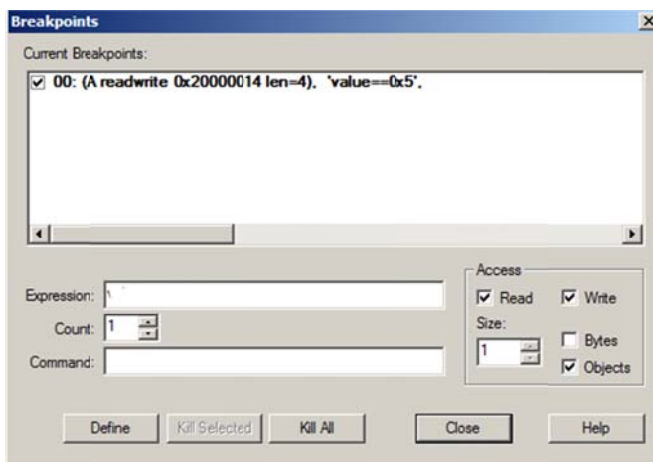 Breakpoints
Current Breakpoints:
00: (A readwrite 0x20000014 len=4), 'value==0x5',
Access
Expression:
Read
Write
Count: 1
Size:
1
Bytes
Command:
Objects
Define
Kill Selected
Kill All
Close
Help